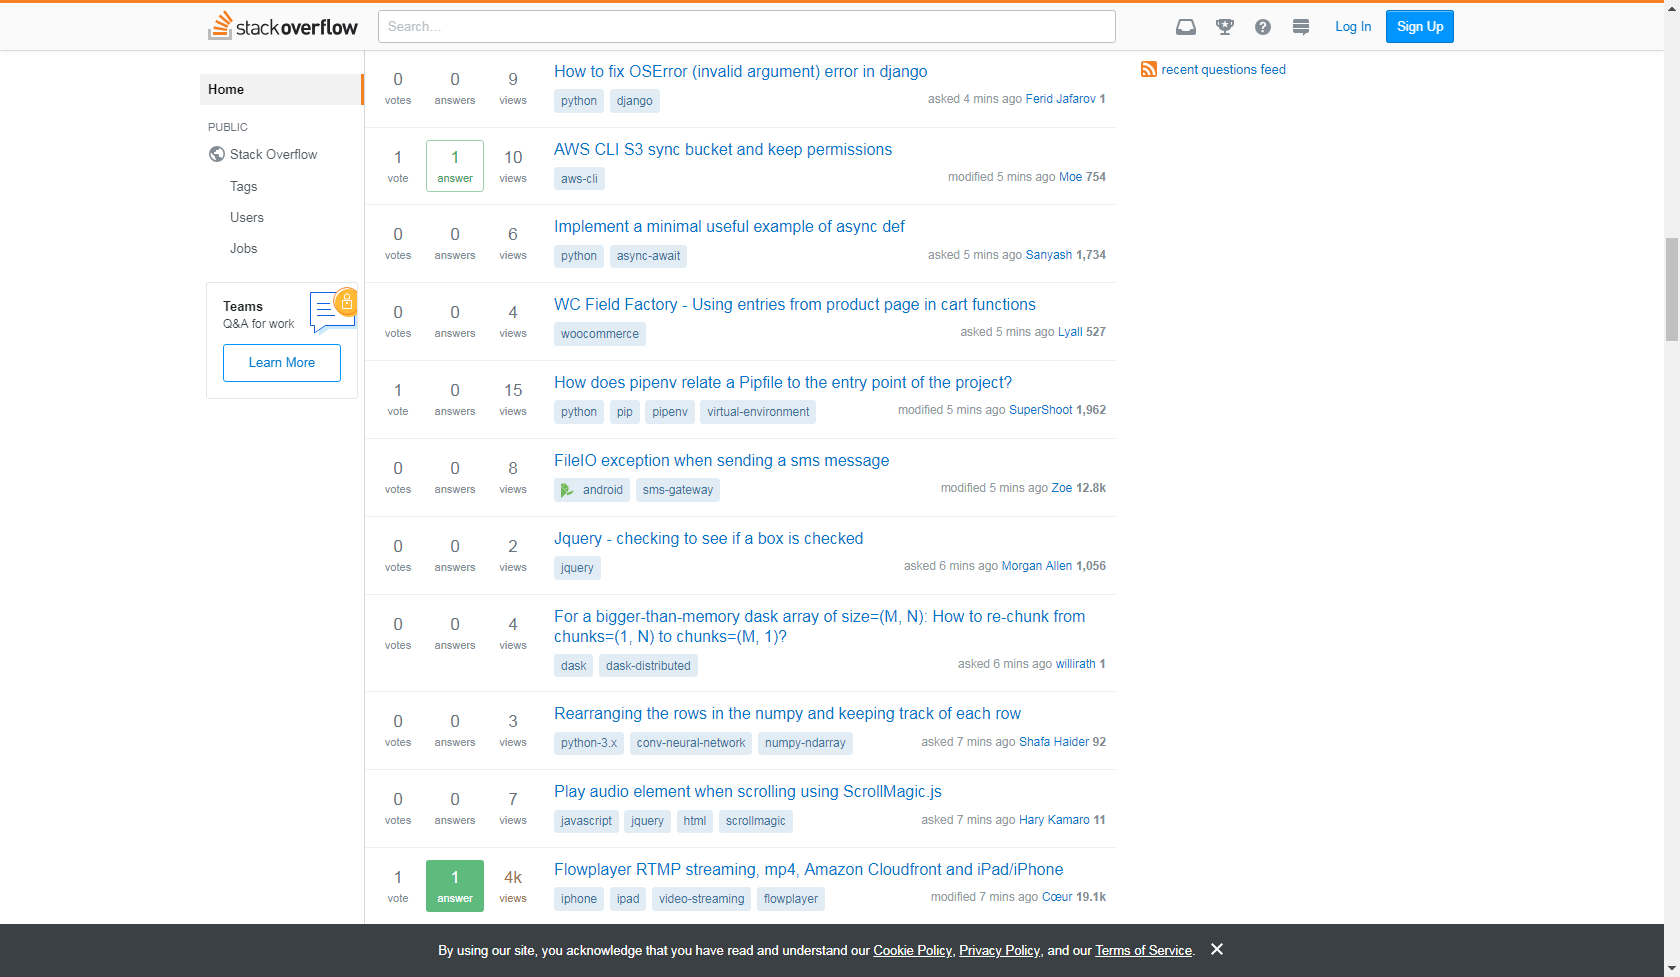 stackoverflow
Search...
Log In
Sign Up
Home
PUBLIC
Stack Overflow
Tags
Users
Jobs
Teams
Q&A for work
Learn More
0 votes 0 answers 9 views
How to fix OSError (invalid argument) error in django
python django
asked 4 mins ago Ferid Jafarov 1
1 vote 1 answer 10 views
AWS CLI S3 sync bucket and keep permissions
aws-cli
modified 5 mins ago Moe 754
0 votes 0 answers 6 views
Implement a minimal useful example of async def
python async-await
asked 5 mins ago Sanyash 1,734
0 votes 0 answers 4 views
WC Field Factory - Using entries from product page in cart functions
woocommerce
asked 5 mins ago Lyall 527
1 vote 0 answers 15 views
How does pipenv relate a Pipfile to the entry point of the project?
python pip pipenv virtual-environment
modified 5 mins ago SuperShoot 1,962
0 votes 0 answers 8 views
FileIO exception when sending a sms message
android sms-gateway
modified 5 mins ago Zoe 12.8k
0 votes 0 answers 2 views
Jquery - checking to see if a box is checked
jquery
asked 6 mins ago Morgan Allen 1,056
0 votes 0 answers 4 views
For a bigger-than-memory dask array of size=(M, N): How to re-chunk from
chunks=(1, N) to chunks=(M, 1)?
dask dask-distributed
asked 6 mins ago willirath 1
0 votes 0 answers 3 views
Rearranging the rows in the numpy and keeping track of each row
python-3.x conv-neural-network numpy-ndarray
asked 7 mins ago Shafa Haider 92
0 votes 0 answers 7 views
Play audio element when scrolling using ScrollMagic.js
javascript jquery html scrollmagic
asked 7 mins ago Hary Kamaro 11
1 vote 1 answer 4k views
Flowplayer RTMP streaming, mp4, Amazon Cloudfront and iPad/iPhone
iphone ipad video-streaming flowplayer
modified 7 mins ago Cœur 19.1k
recent questions feed
By using our site, you acknowledge that you have read and understand our Cookie Policy, Privacy Policy, and our Terms of Service.